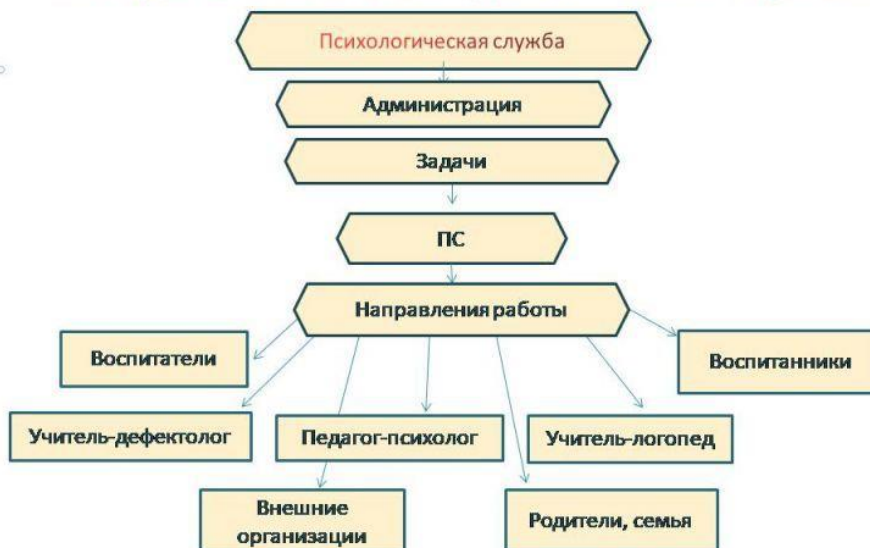 Психологическая служба
Администрация
Задачи
ПС
Направления работы
Воспитатели
Воспитанники
Учитель-дефектолог
Педагог-психолог
Учитель-логопед
Внешние
организации
Родители, семья